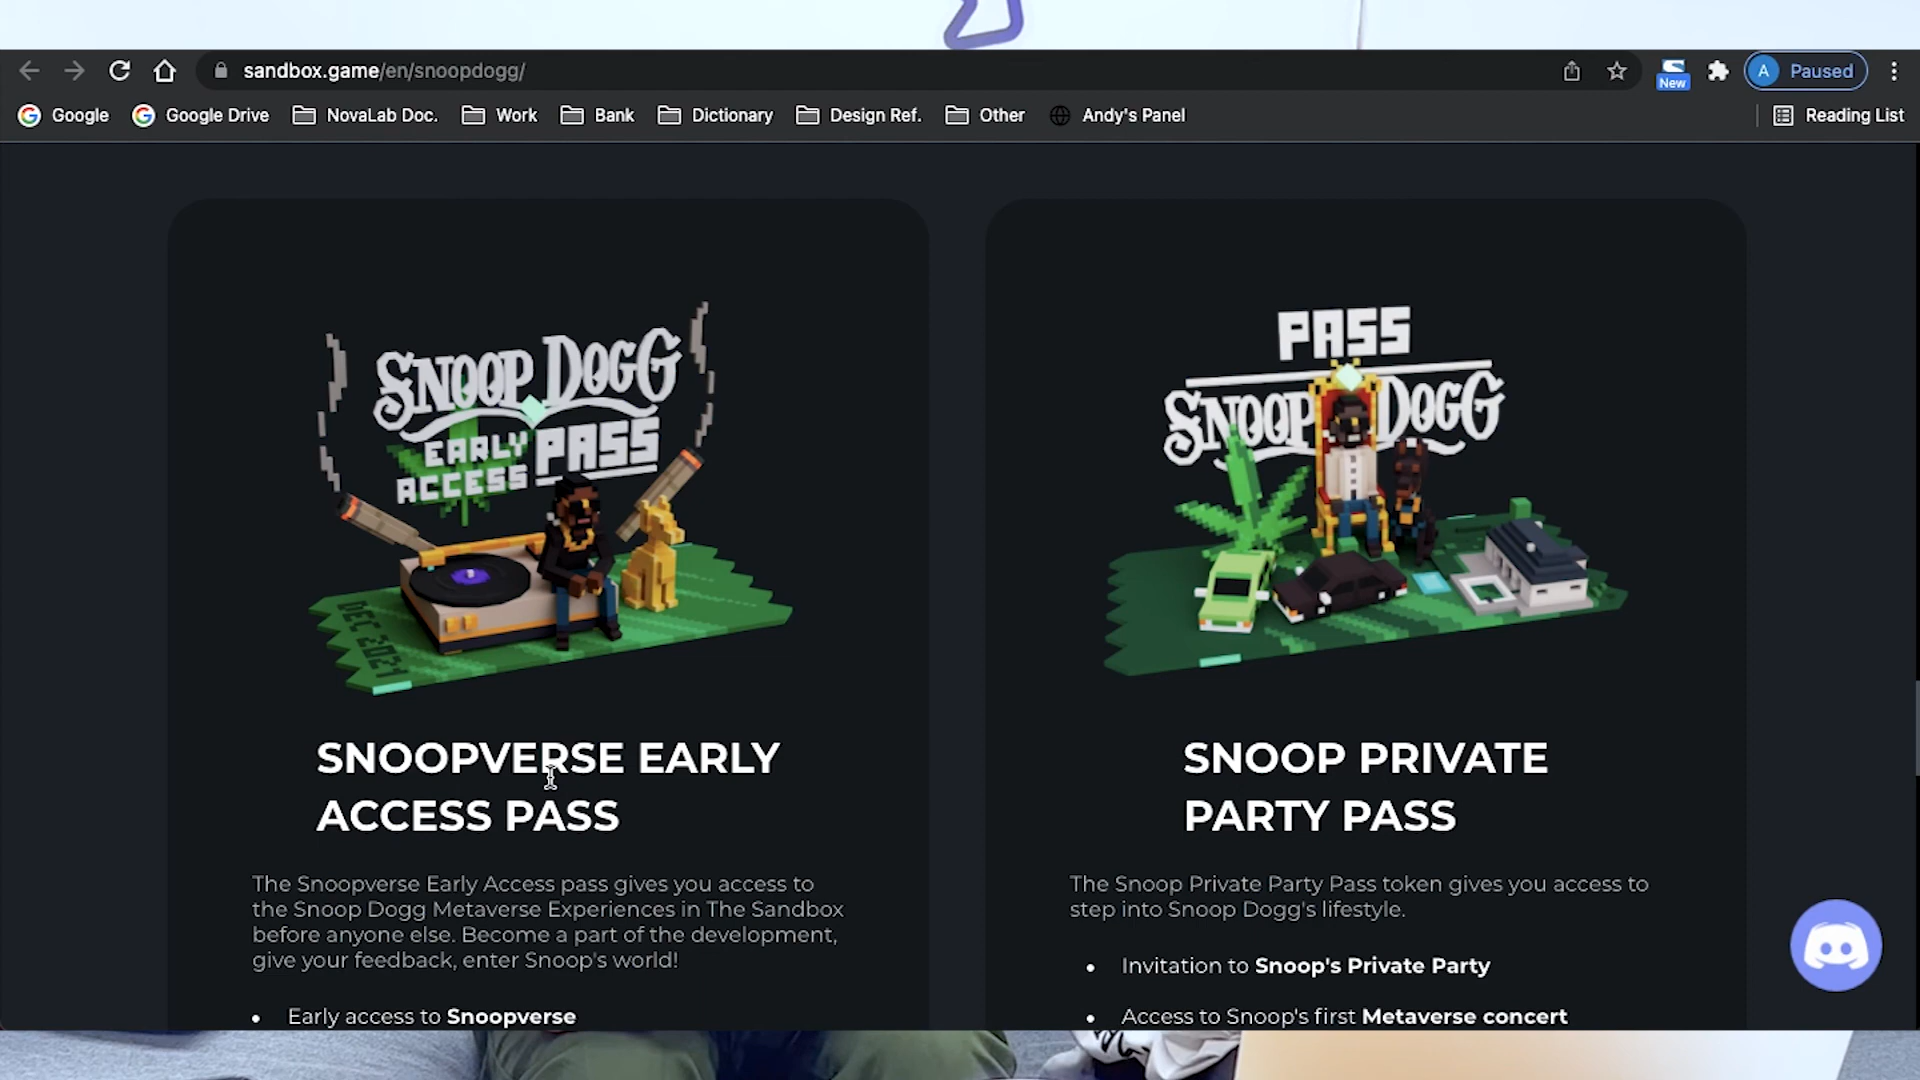 sandbox.game/en/snoopdogg/
New
A
Paused
Google
Google Drive
NovaLab Doc.
Work
Bank
Dictionary
Design Ref.
Other
Andy's Panel
Reading List
SNOOP DOGG
EARLY
ACCESS
PASS
DEC 2021
PASS
SNOOP DOGG
SNOOPVERSE EARLY
ACCESS PASS
The Snoopverse Early Access pass gives you access to
the Snoop Dogg Metaverse Experiences in The Sandbox
before anyone else. Become a part of the development,
give your feedback, enter Snoop's world!
• Early access to Snoopverse
SNOOP PRIVATE
PARTY PASS
The Snoop Private Party Pass token gives you access to
step into Snoop Dogg's lifestyle.
• Invitation to Snoop's Private Party
• Access to Snoop's first Metaverse concert